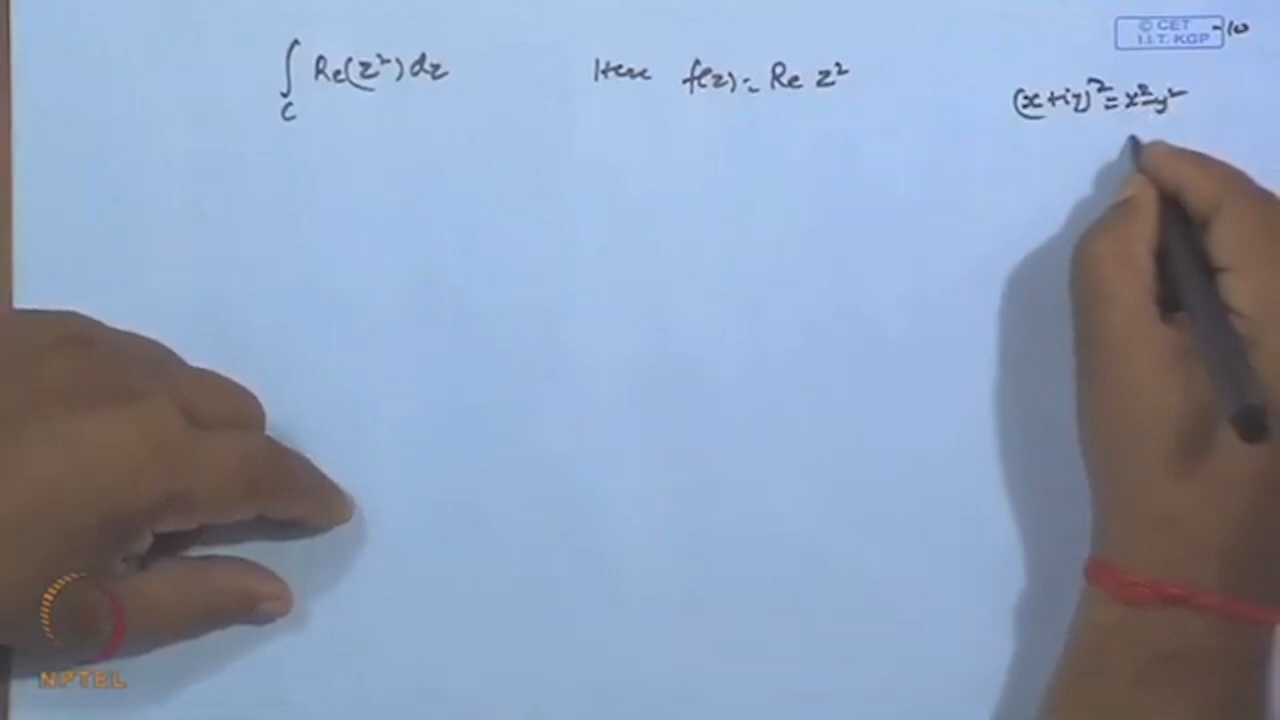 ∫_C Re(z²) dz    Here f(z) = Re z²
(x+iy)² = x²-y²
© CET
I.I.T. KGP -10
NPTEL